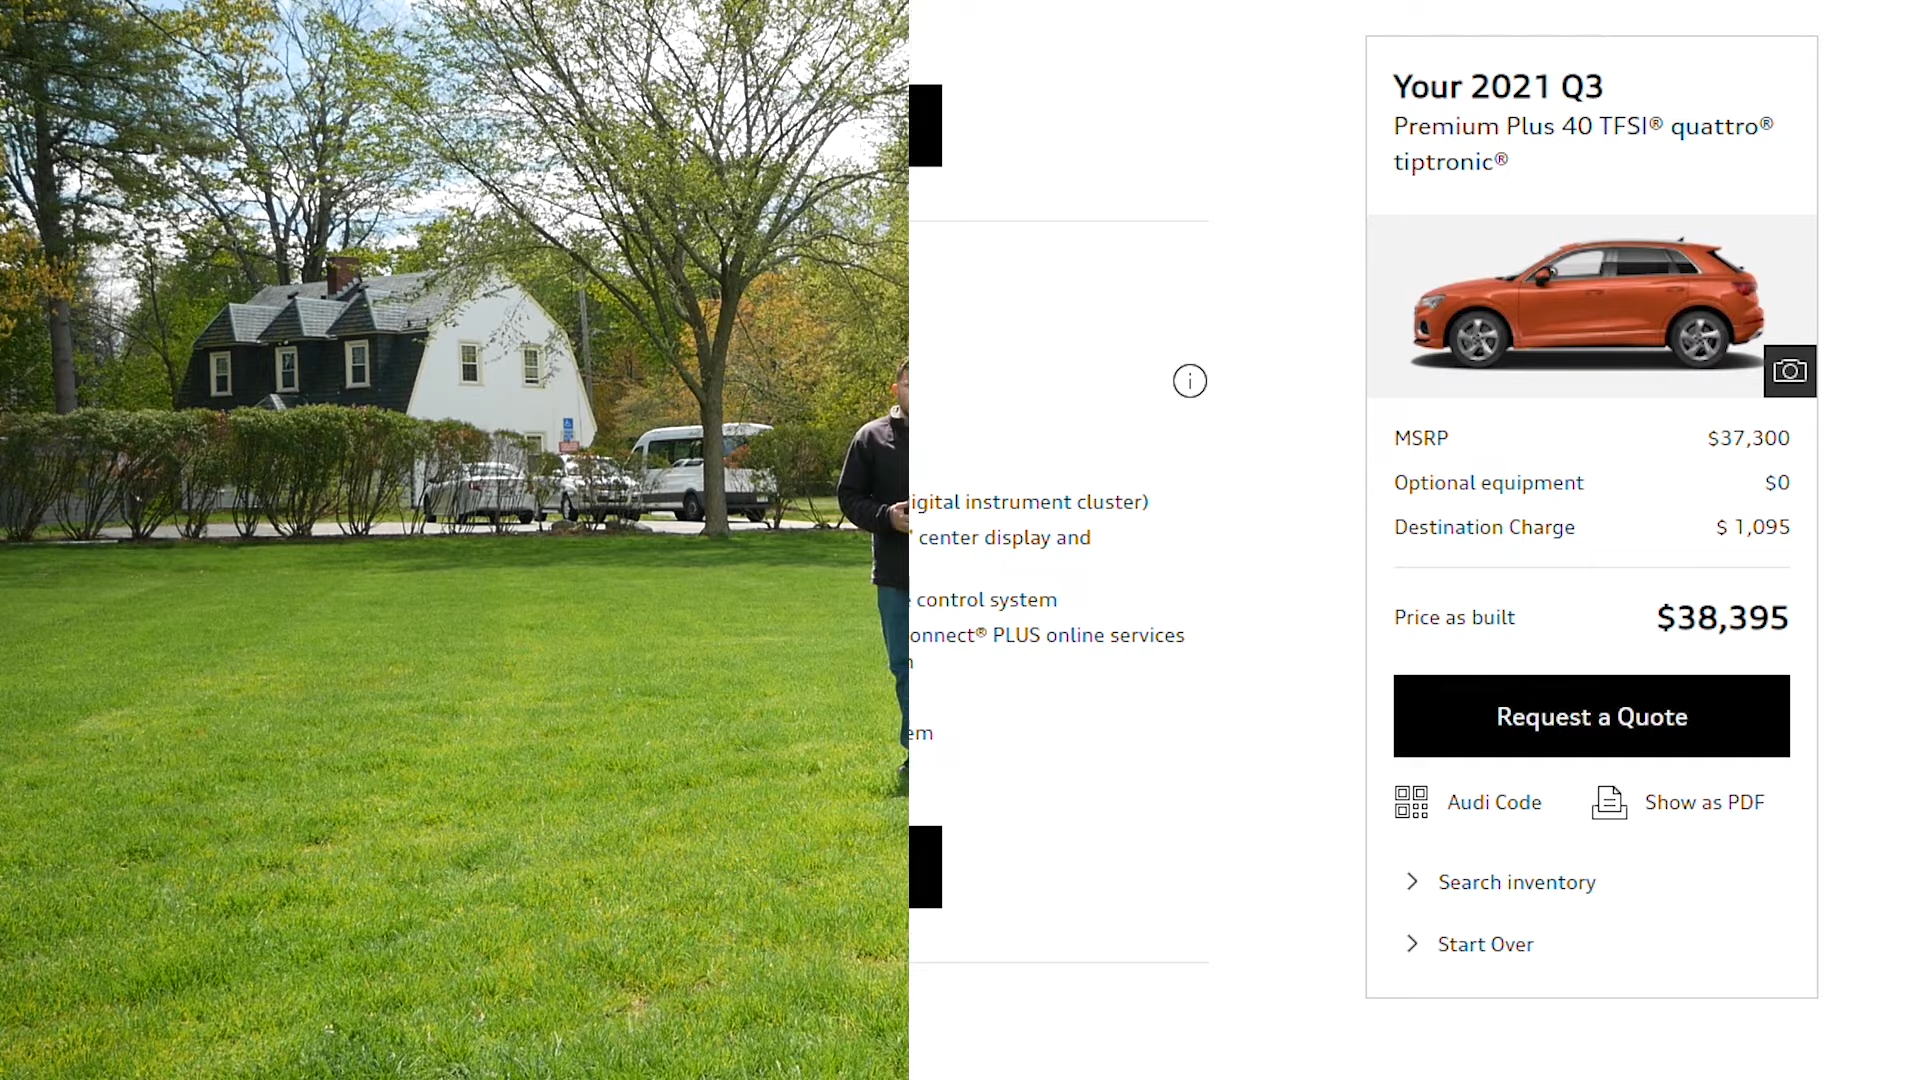 igital instrument cluster)
center display and
control system
onnect® PLUS online services
em
Your 2021 Q3
Premium Plus 40 TFSI® quattro®
tiptronic®
MSRP $37,300
Optional equipment $0
Destination Charge $ 1,095
Price as built $38,395
Request a Quote
Audi Code Show as PDF
Search inventory
Start Over